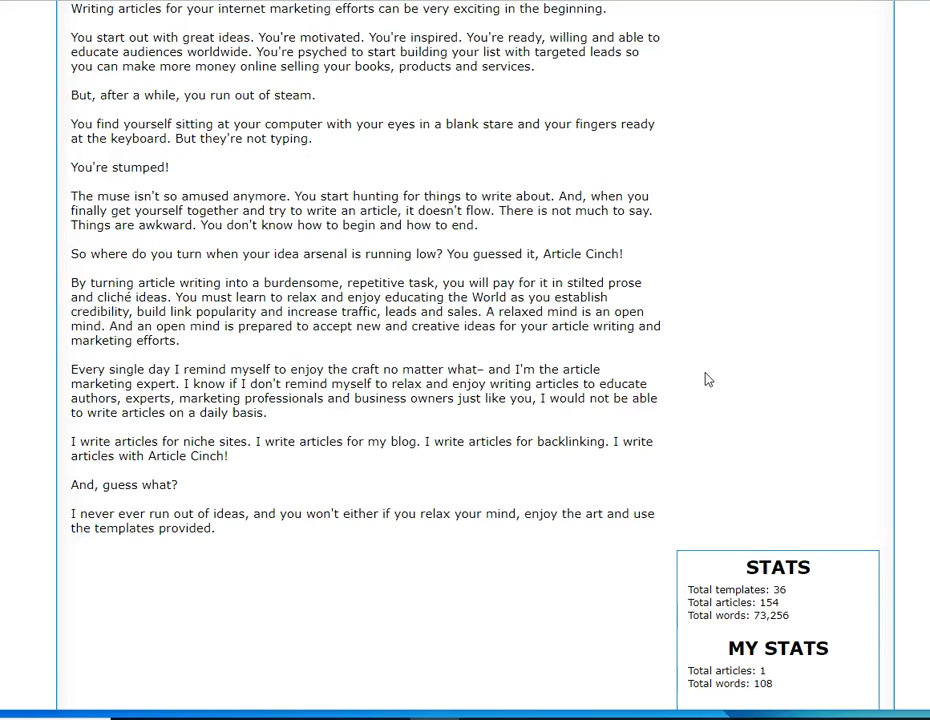 Writing articles for your internet marketing efforts can be very exciting in the beginning.
You start out with great ideas. You're motivated. You're inspired. You're ready, willing and able to
educate audiences worldwide. You're psyched to start building your list with targeted leads so
you can make more money online selling your books, products and services.
But, after a while, you run out of steam.
You find yourself sitting at your computer with your eyes in a blank stare and your fingers ready
at the keyboard. But they're not typing.
You're stumped!
The muse isn't so amused anymore. You start hunting for things to write about. And, when you
finally get yourself together and try to write an article, it doesn't flow. There is not much to say.
Things are awkward. You don't know how to begin and how to end.
So where do you turn when your idea arsenal is running low? You guessed it, Article Cinch!
By turning article writing into a burdensome, repetitive task, you will pay for it in stilted prose
and cliché ideas. You must learn to relax and enjoy educating the World as you establish
credibility, build link popularity and increase traffic, leads and sales. A relaxed mind is an open
mind. And an open mind is prepared to accept new and creative ideas for your article writing and
marketing efforts.
Every single day I remind myself to enjoy the craft no matter what– and I'm the article
marketing expert. I know if I don't remind myself to relax and enjoy writing articles to educate
authors, experts, marketing professionals and business owners just like you, I would not be able
to write articles on a daily basis.
I write articles for niche sites. I write articles for my blog. I write articles for backlinking. I write
articles with Article Cinch!
And, guess what?
I never ever run out of ideas, and you won't either if you relax your mind, enjoy the art and use
the templates provided.
STATS
Total templates: 36
Total articles: 154
Total words: 73,256
MY STATS
Total articles: 1
Total words: 108